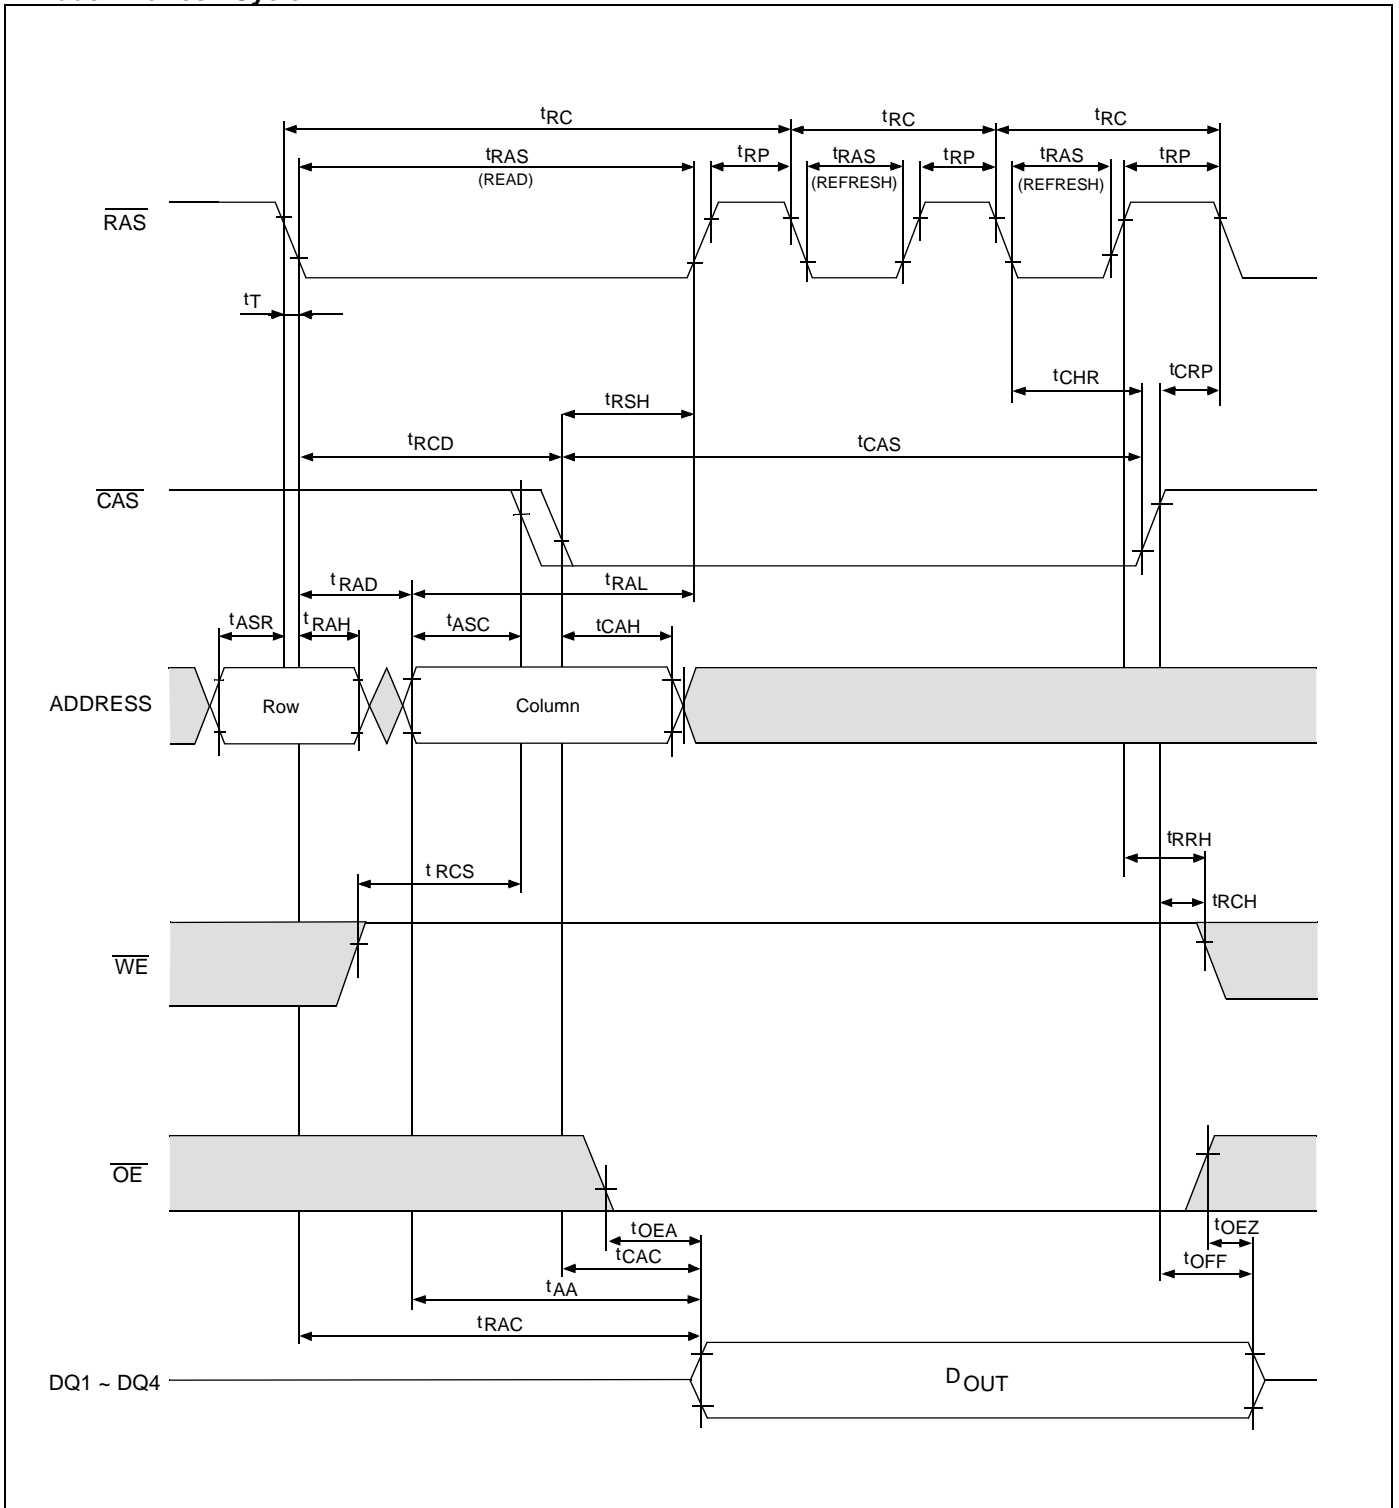 tRC tRC tRC
tRAS tRP tRAS tRP tRAS tRP
(READ) (REFRESH) (REFRESH)
RAS
tT
tCHR tCRP
tRSH
tRCD tCAS
CAS
tRAD tRAL
tASR tRAH tASC tCAH
ADDRESS Row Column
tRRH
tRCS
tRCH
WE
OE
tOEA tOEZ
tCAC tOFF
tAA
tRAC
DQ1 ~ DQ4 DOUT